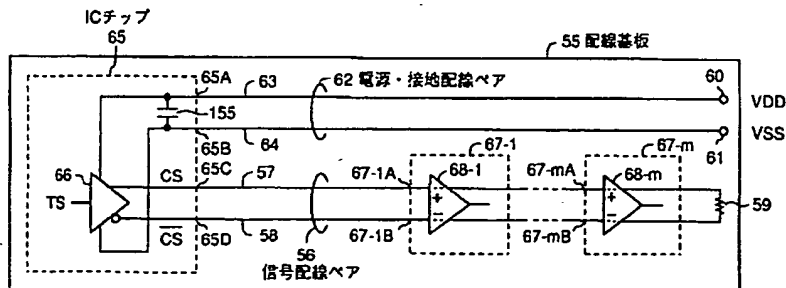 ICチップ
65
55 配線基板
65A
63
62 電源・接地配線ペア
60
VDD
155
65B
64
67-1
67-m
61
VSS
66
CS
65C
57
67-1A
68-1
67-mA
68-m
TS
+
+
59
−
−
CS
65D
58
56
67-1B
67-mB
信号配線ペア